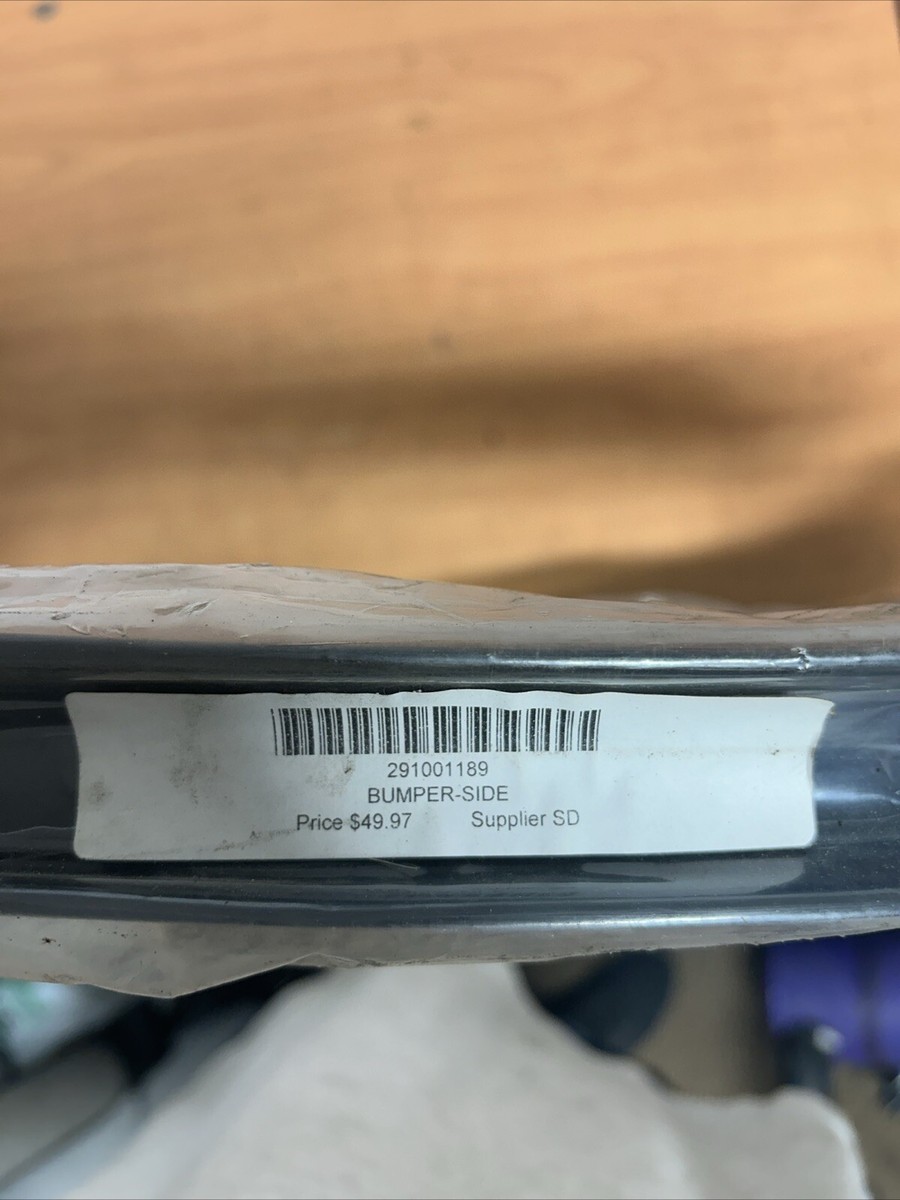 291001189
BUMPER-SIDE
Price $49.97 Supplier SD